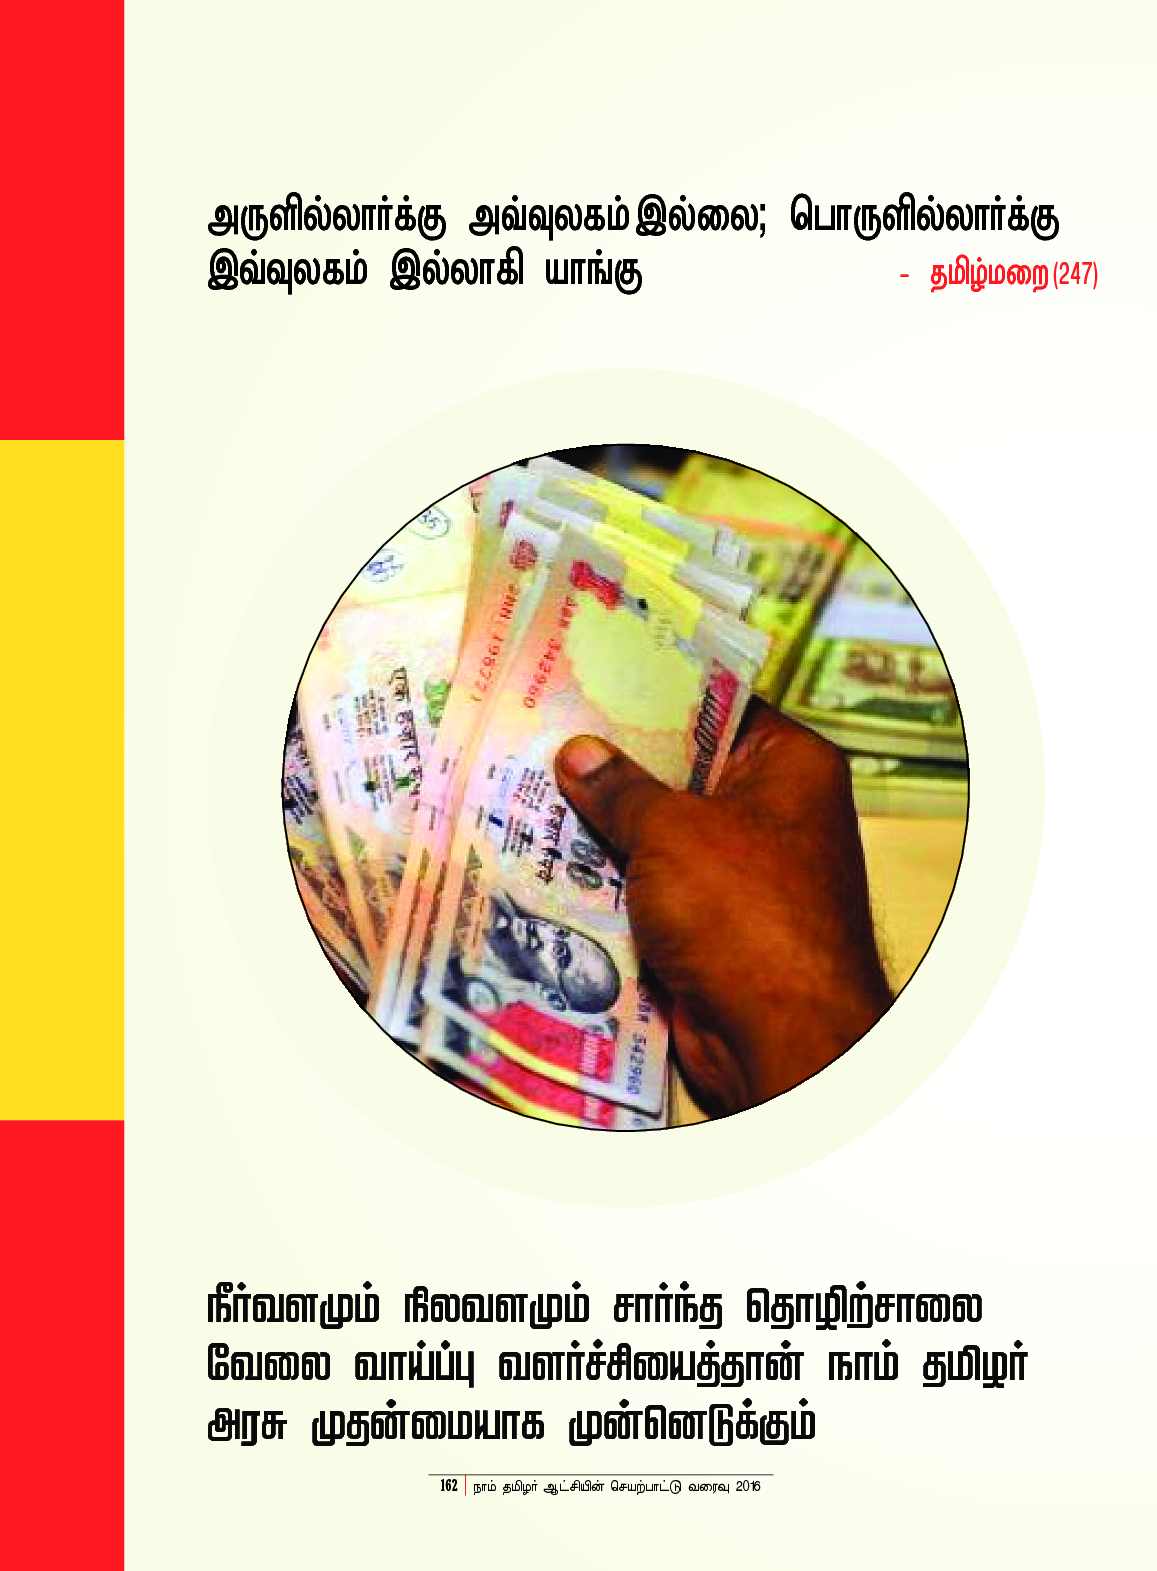 அருளில்லார்க்கு அவ்வுலகம் இல்லை; பொருளில்லார்க்கு
இவ்வுலகம் இல்லாகி யாங்கு - தமிழ்மறை (247)
நீர்வளமும் நிலவளமும் சார்ந்த தொழிற்சாலை
வேலை வாய்ப்பு வளர்ச்சியைத்தான் நாம் தமிழர்
அரசு முதன்மையாக முன்னெடுக்கும்
162 நாம் தமிழர் ஆட்சியின் செயற்பாட்டு வரைவு 2016